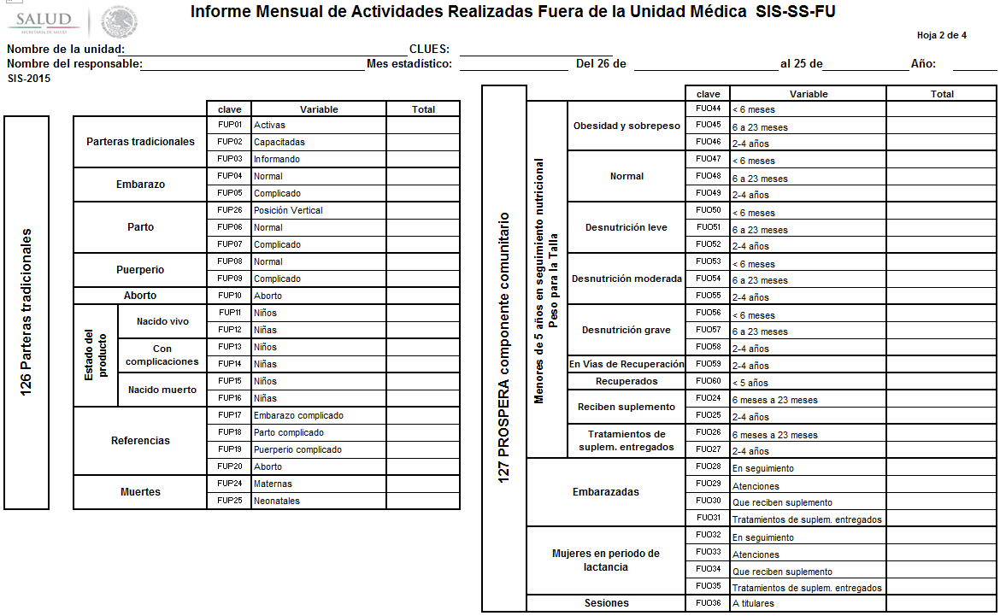 SALUD
SECRETARÍA DE SALUD
Informe Mensual de Actividades Realizadas Fuera de la Unidad Médica SIS-SS-FU
Hoja 2 de 4
Nombre de la unidad: CLUES:
Nombre del responsable: Mes estadístico: Del 26 de al 25 de Año:
SIS-2015
126 Parteras tradicionales
clave Variable Total
Parteras tradicionales
FUP01 Activas
FUP02 Capacitadas
FUP03 Informando
Embarazo
FUP04 Normal
FUP05 Complicado
Parto
FUP26 Posición Vertical
FUP06 Normal
FUP07 Complicado
Puerperio
FUP08 Normal
FUP09 Complicado
Aborto FUP10 Aborto
Estado del
producto
Nacido vivo
FUP11 Niños
FUP12 Niñas
Con
complicaciones
FUP13 Niños
FUP14 Niñas
Nacido muerto
FUP15 Niños
FUP16 Niñas
Referencias
FUP17 Embarazo complicado
FUP18 Parto complicado
FUP19 Puerperio complicado
FUP20 Aborto
Muertes
FUP24 Maternas
FUP25 Neonatales
127 PROSPERA componente comunitario
clave Variable Total
Menores de 5 años en seguimiento nutricional
Peso para la Talla
Obesidad y sobrepeso
FUO44 < 6 meses
FUO45 6 a 23 meses
FUO46 2-4 años
Normal
FUO47 < 6 meses
FUO48 6 a 23 meses
FUO49 2-4 años
Desnutrición leve
FUO50 < 6 meses
FUO51 6 a 23 meses
FUO52 2-4 años
Desnutrición moderada
FUO53 < 6 meses
FUO54 6 a 23 meses
FUO55 2-4 años
Desnutrición grave
FUO56 < 6 meses
FUO57 6 a 23 meses
FUO58 2-4 años
En Vías de Recuperación FUO59 2-4 años
Recuperados FUO60 < 5 años
Reciben suplemento
FUO24 6 meses a 23 meses
FUO25 2-4 años
Tratamientos de
suplem. entregados
FUO26 6 meses a 23 meses
FUO27 2-4 años
Embarazadas
FUO28 En seguimiento
FUO29 Atenciones
FUO30 Que reciben suplemento
FUO31 Tratamientos de suplem. entregados
Mujeres en periodo de
lactancia
FUO32 En seguimiento
FUO33 Atenciones
FUO34 Que reciben suplemento
FUO35 Tratamientos de suplem. entregados
Sesiones FUO36 A titulares